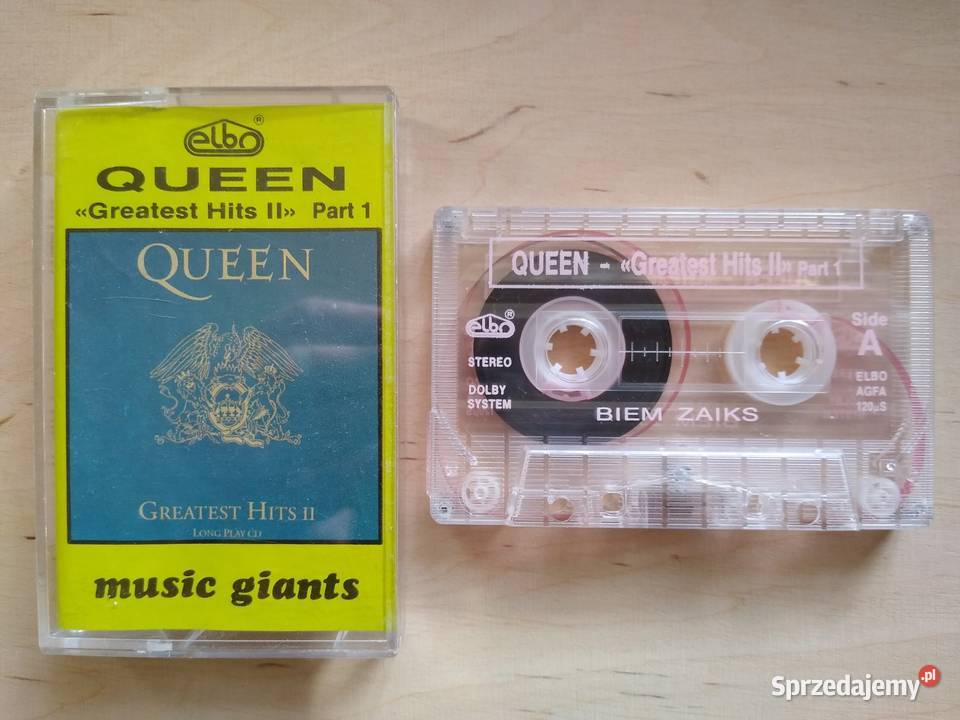 elbo ®
QUEEN
«Greatest Hits II» Part 1
QUEEN
GREATEST HITS II
LONG PLAY CD
music giants
QUEEN - «Greatest Hits II» Part 1
elbo ®
STEREO
DOLBY
SYSTEM
BIEM ZAIKS
Side
A
ELBO
AGFA
120µS
Sprzedajemy.pl